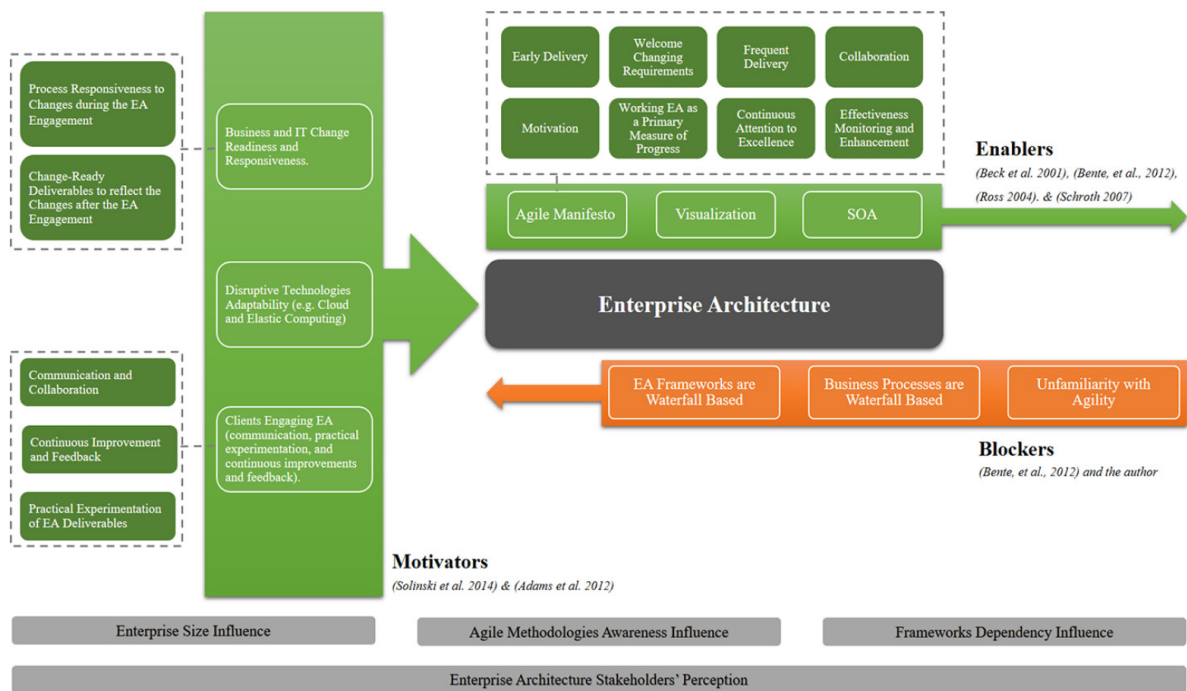 Process Responsiveness to
Changes during the EA
Engagement
Change-Ready
Deliverables to reflect the
Changes after the EA
Engagement
Communication and
Collaboration
Continuous Improvement
and Feedback
Practical Experimentation
of EA Deliverables
Business and IT Change
Readiness and
Responsiveness.
Disruptive Technologies
Adaptability (e.g. Cloud
and Elastic Computing)
Clients Engaging EA
(communication, practical
experimentation, and
continuous improvements
and feedback).
Motivators
(Solinski et al. 2014) & (Adams et al. 2012)
Early Delivery
Welcome
Changing
Requirements
Frequent
Delivery
Collaboration
Motivation
Working EA as
a Primary
Measure of
Progress
Continuous
Attention to
Excellence
Effectiveness
Monitoring and
Enhancement
Agile Manifesto
Visualization
SOA
Enablers
(Beck et al. 2001), (Bente, et al., 2012),
(Ross 2004). & (Schroth 2007)
Enterprise Architecture
EA Frameworks are
Waterfall Based
Business Processes are
Waterfall Based
Unfamiliarity with
Agility
Blockers
(Bente, et al., 2012) and the author
Enterprise Size Influence
Agile Methodologies Awareness Influence
Frameworks Dependency Influence
Enterprise Architecture Stakeholders' Perception